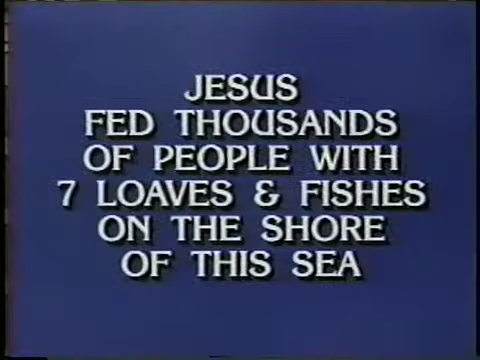 JESUS
FED THOUSANDS
OF PEOPLE WITH
7 LOAVES & FISHES
ON THE SHORE
OF THIS SEA